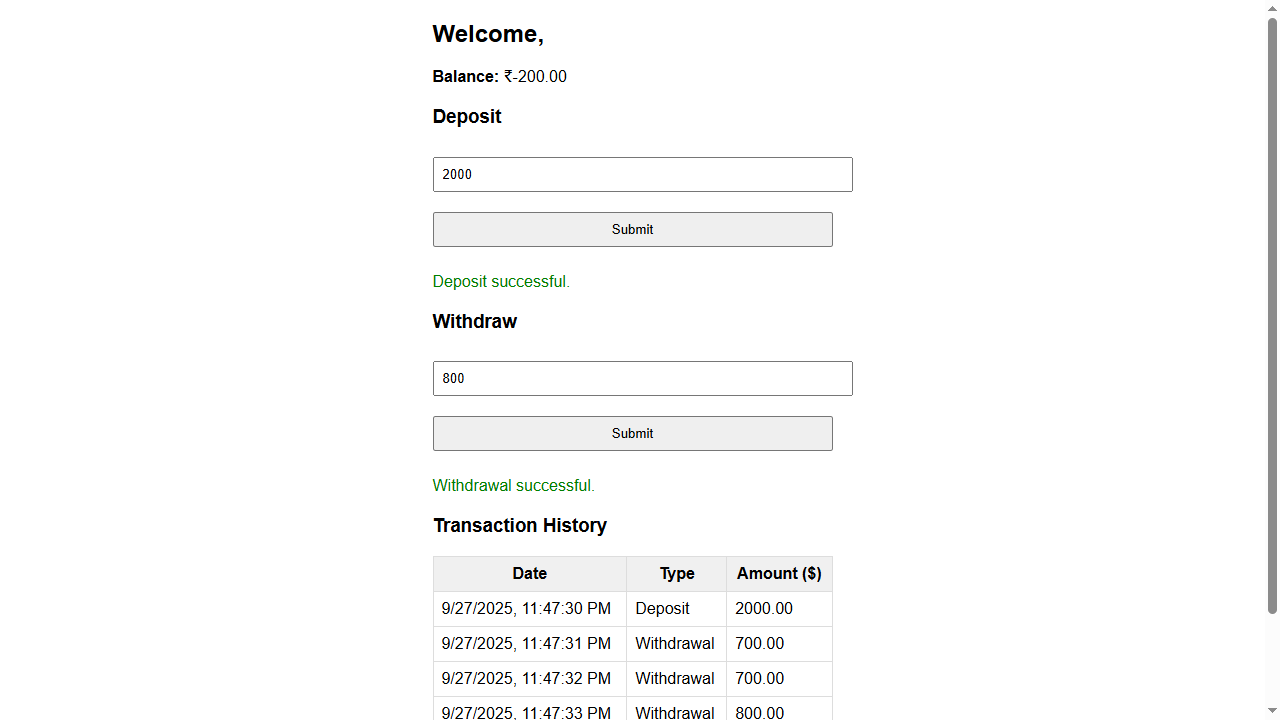 Welcome,
Balance: ₹-200.00
Deposit
2000
Submit
Deposit successful.
Withdraw
800
Submit
Withdrawal successful.
Transaction History
Date Type Amount ($)
9/27/2025, 11:47:30 PM Deposit 2000.00
9/27/2025, 11:47:31 PM Withdrawal 700.00
9/27/2025, 11:47:32 PM Withdrawal 700.00
9/27/2025, 11:47:33 PM Withdrawal 800.00